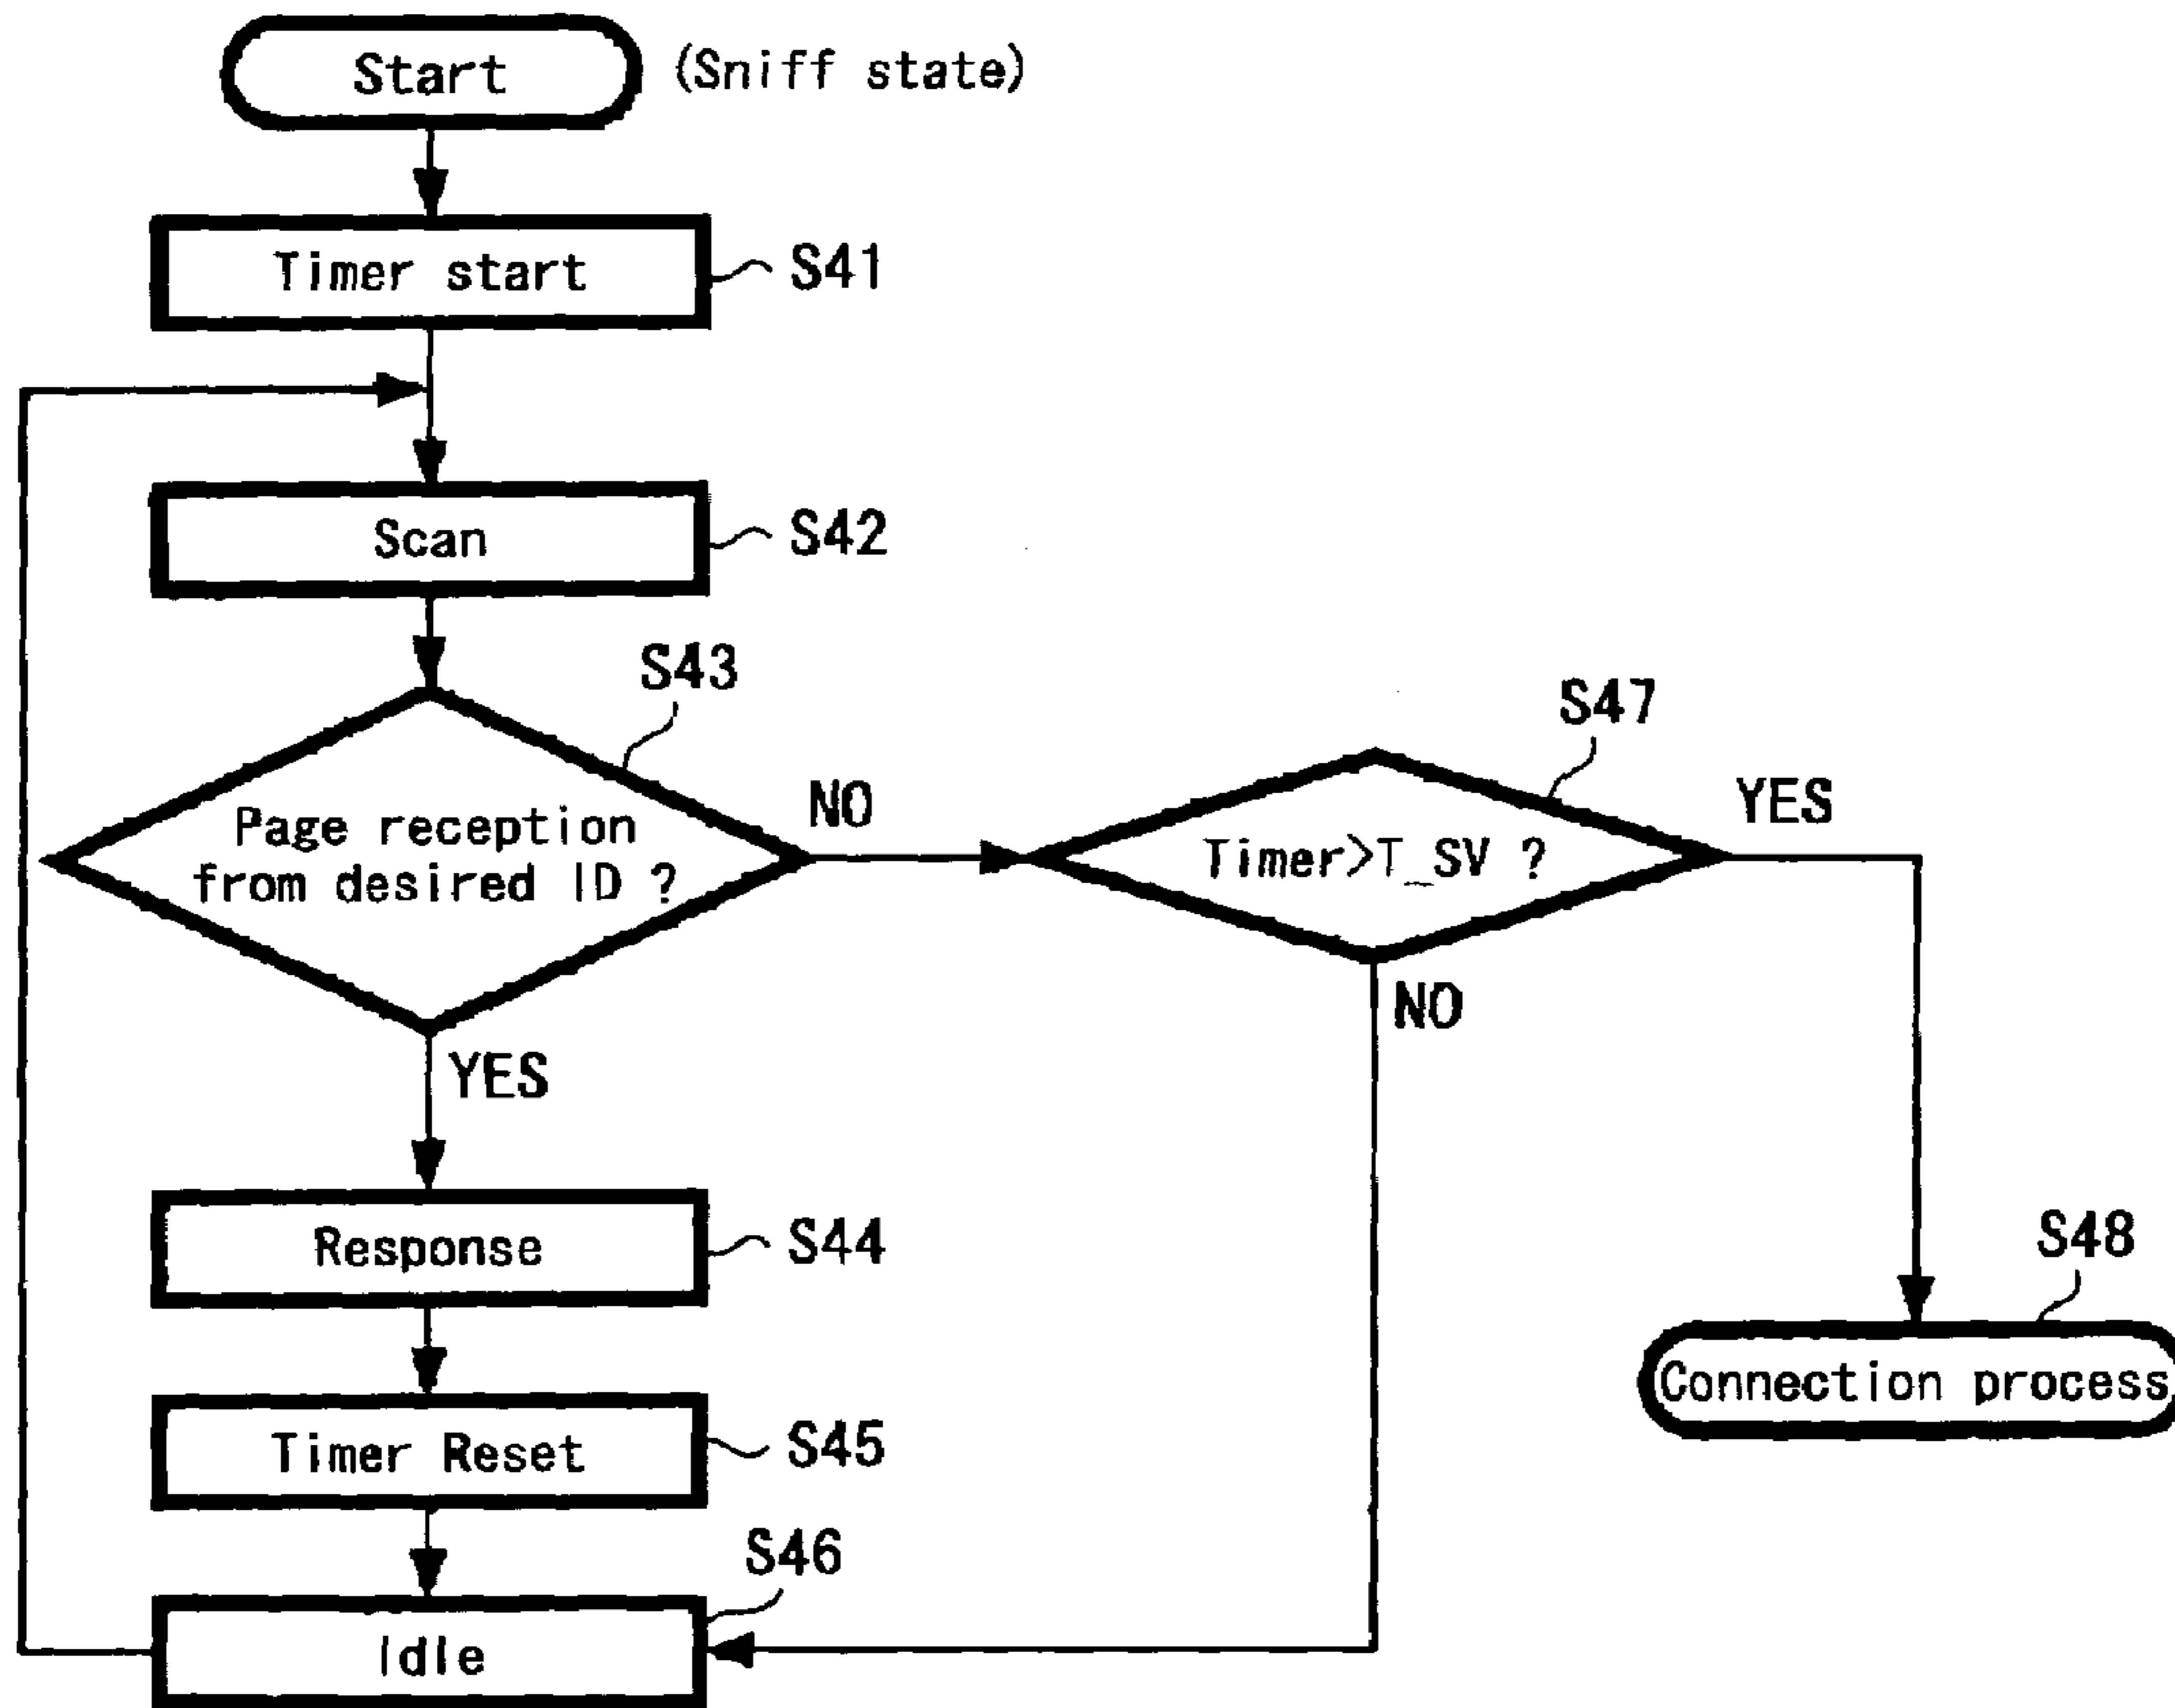 Start
(Sniff state)
Timer start
S41
Scan
S42
S43
Page reception
from desired ID ?
NO
YES
S47
Timer>T_SV ?
YES
NO
Response
S44
Timer Reset
S45
S46
Idle
S48
Connection process